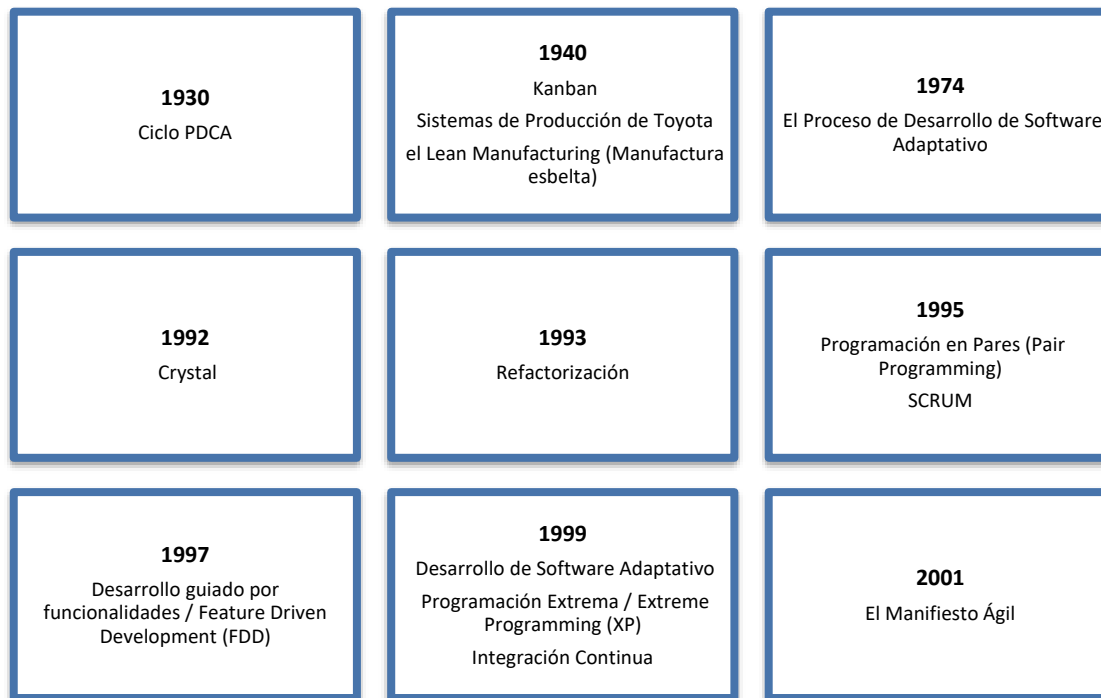 1930
Ciclo PDCA
1940
Kanban
Sistemas de Producción de Toyota
el Lean Manufacturing (Manufactura
esbelta)
1974
El Proceso de Desarrollo de Software
Adaptativo
1992
Crystal
1993
Refactorización
1995
Programación en Pares (Pair
Programming)
SCRUM
1997
Desarrollo guiado por
funcionalidades / Feature Driven
Development (FDD)
1999
Desarrollo de Software Adaptativo
Programación Extrema / Extreme
Programming (XP)
Integración Continua
2001
El Manifiesto Ágil